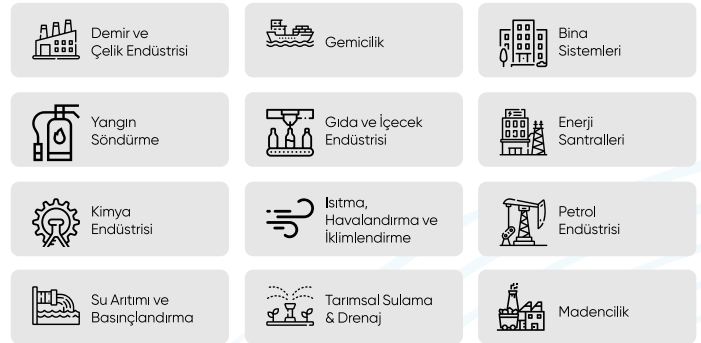 Demir ve
Çelik Endüstrisi
Gemicilik
Bina
Sistemleri
Yangın
Söndürme
Gıda ve İçecek
Endüstrisi
Enerji
Santralleri
Kimya
Endüstrisi
Isıtma,
Havalandırma ve
İklimlendirme
Petrol
Endüstrisi
Su Arıtımı ve
Basınçlandırma
Tarımsal Sulama
& Drenaj
Madencilik